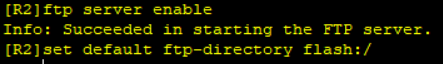 [R2]ftp server enable
Info: Succeeded in starting the FTP server.
[R2]set default ftp-directory flash:/